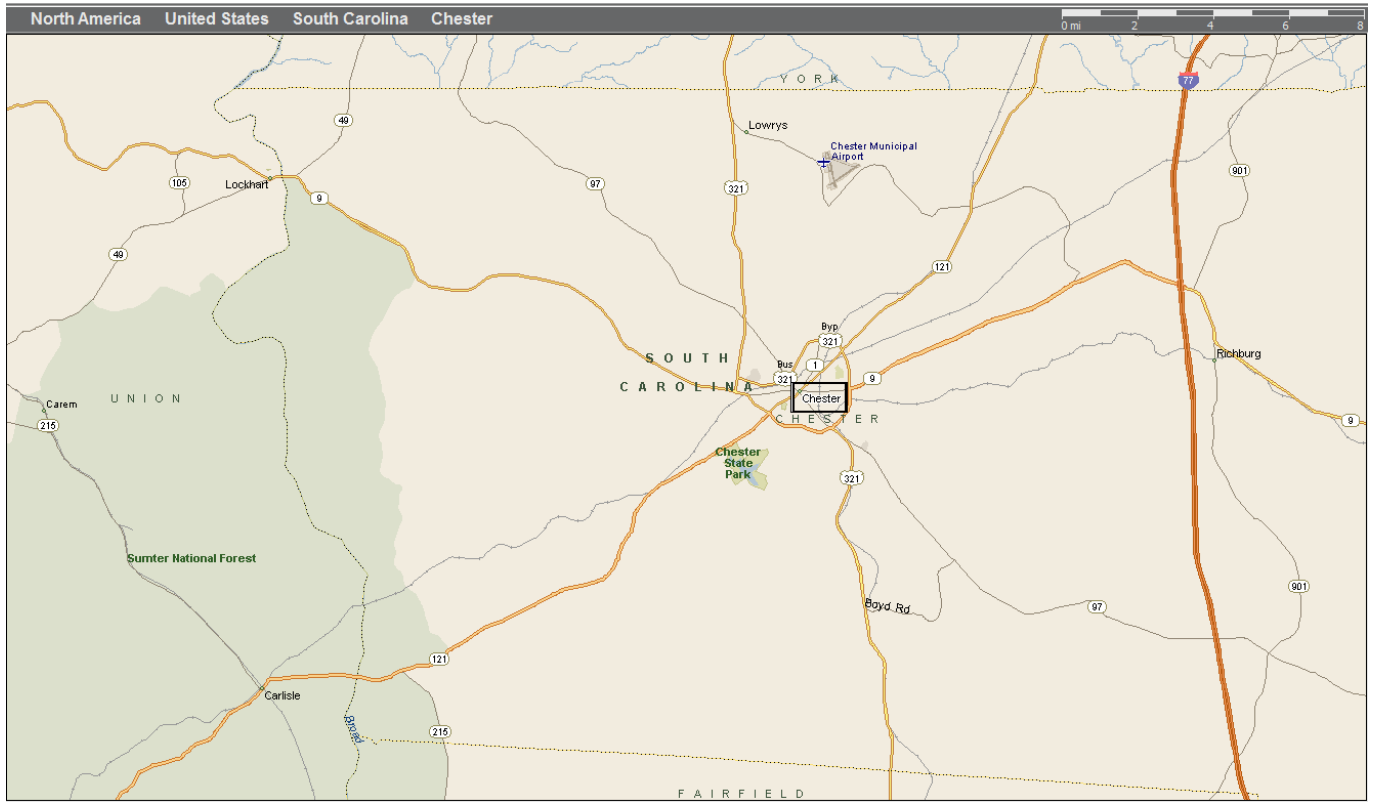 North America United States South Carolina Chester
0 mi 2 4 6 8
77
YORK
49
Lowrys
Chester Municipal
Airport
901
105
Lockhart
97
321
9
49
121
Byp
321
SOUTH
Bus
1
Richburg
321
9
CAROLINA
UNION
Carem
Chester
CHESTER
9
215
Chester
State
Park
321
Sumter National Forest
901
Boyd Rd
97
121
Carlisle
Broad
215
FAIRFIELD